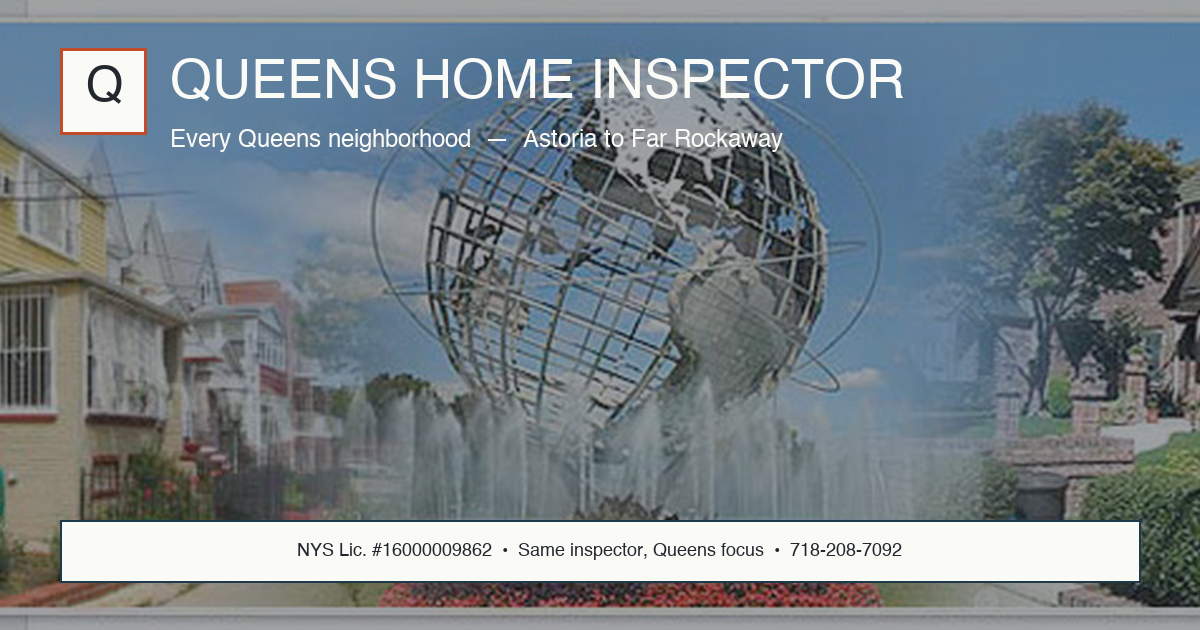 Q
QUEENS HOME INSPECTOR
Every Queens neighborhood — Astoria to Far Rockaway
NYS Lic. #16000009862 • Same inspector, Queens focus • 718-208-7092